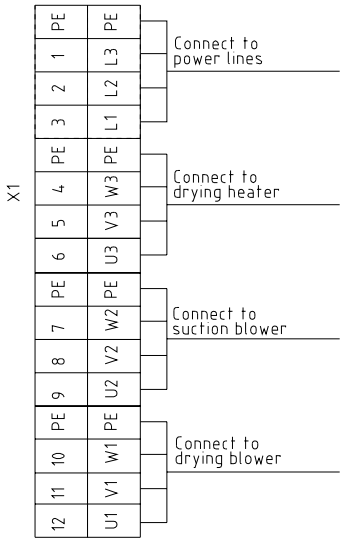 X1
PE PE
1 L3
2 L2
3 L1
Connect to
power lines
PE PE
4 W3
5 V3
6 U3
Connect to
drying heater
PE PE
7 W2
8 V2
9 U2
Connect to
suction blower
PE PE
10 W1
11 V1
12 U1
Connect to
drying blower